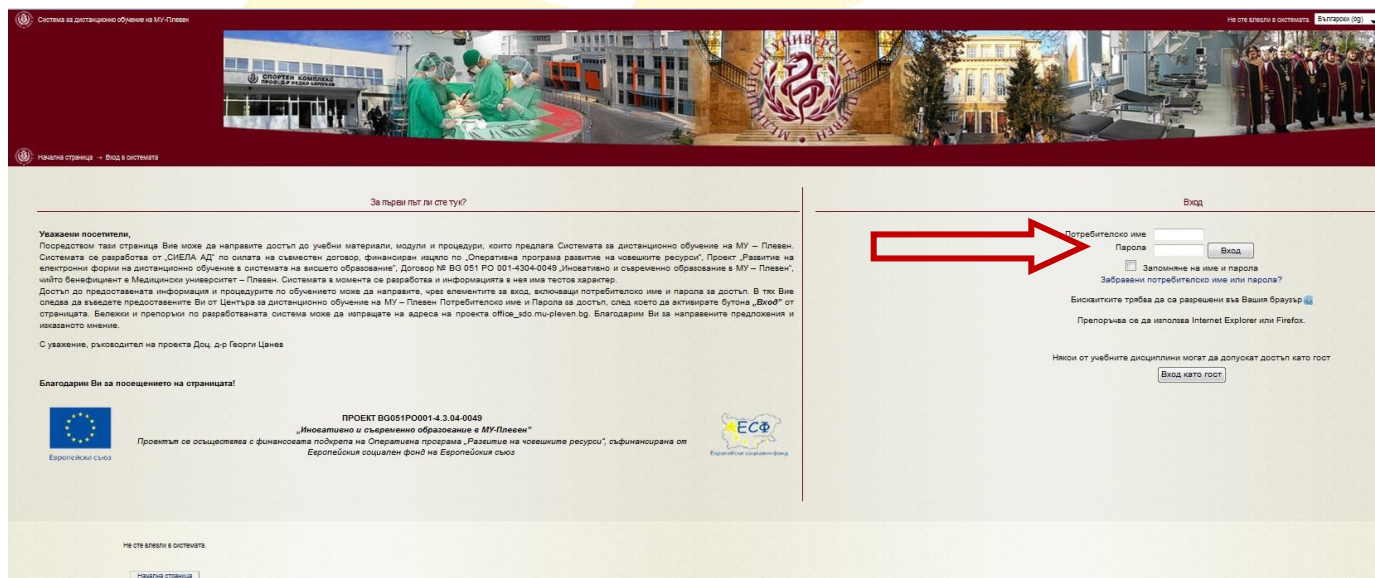 Система за дистанционно обучение на МУ-Плевен
Не сте влезли в системата.
Български (bg)
СПОРТЕН КОМПЛЕКС
МЕДИЦИНСКИ УНИВЕРСИТЕТ ПЛЕВЕН
Начална страница → Вход в системата
За първи път ли сте тук?
Уважаеми посетители,
Посредством тази страница Вие може да направите достъп до учебни материали, модули и процедури, които предлага Системата за дистанционно обучение на МУ – Плевен.
Системата се разработва от „СИЕЛА АД" по силата на съвместен договор, финансиран изцяло по „Оперативна програма развитие на човешките ресурси", Проект „Развитие на
електронни форми на дистанционно обучение в системата на висшето образование", Договор № BG 051 PO 001-4304-0049 „Иновативно и съвременно образование в МУ – Плевен",
чийто бенефициент е Медицински университет – Плевен. Системата в момента се разработва и информацията в нея има тестов характер.
Достъп до предоставената информация и процедурите по обучението може да направите, чрез елементите за вход, включващи потребителско име и парола за достъп. В тях Вие
следва да въведете предоставените Ви от Центъра за дистанционно обучение на МУ – Плевен Потребителско име и Парола за достъп, след което да активирате бутона „Вход" от
страницата. Бележки и препоръки по разработваната система може да изпращате на адреса на проекта office_sdo.mu-pleven.bg. Благодарим Ви за направените предложения и
изказаното мнение.
С уважение, ръководител на проекта Доц. д-р Георги Цанев
Благодарим Ви за посещението на страницата!
ПРОЕКТ BG051PO001-4.3.04-0049
„Иновативно и съвременно образование в МУ-Плевен"
Проектът се осъществява с финансовата подкрепа на Оперативна програма „Развитие на човешките ресурси", съфинансирана от
Европейския социален фонд на Европейския съюз
Европейски съюз
ЕСФ
Европейски социален фонд
Вход
Потребителско име
Парола
Вход
Запомняне на име и парола
Забравени потребителско име или парола?
Бисквитките трябва да са разрешени във Вашия браузър
Препоръчва се да използва Internet Explorer или Firefox.
Някои от учебните дисциплини могат да допускат достъп като гост
Вход като гост
Не сте влезли в системата.
Начална страница